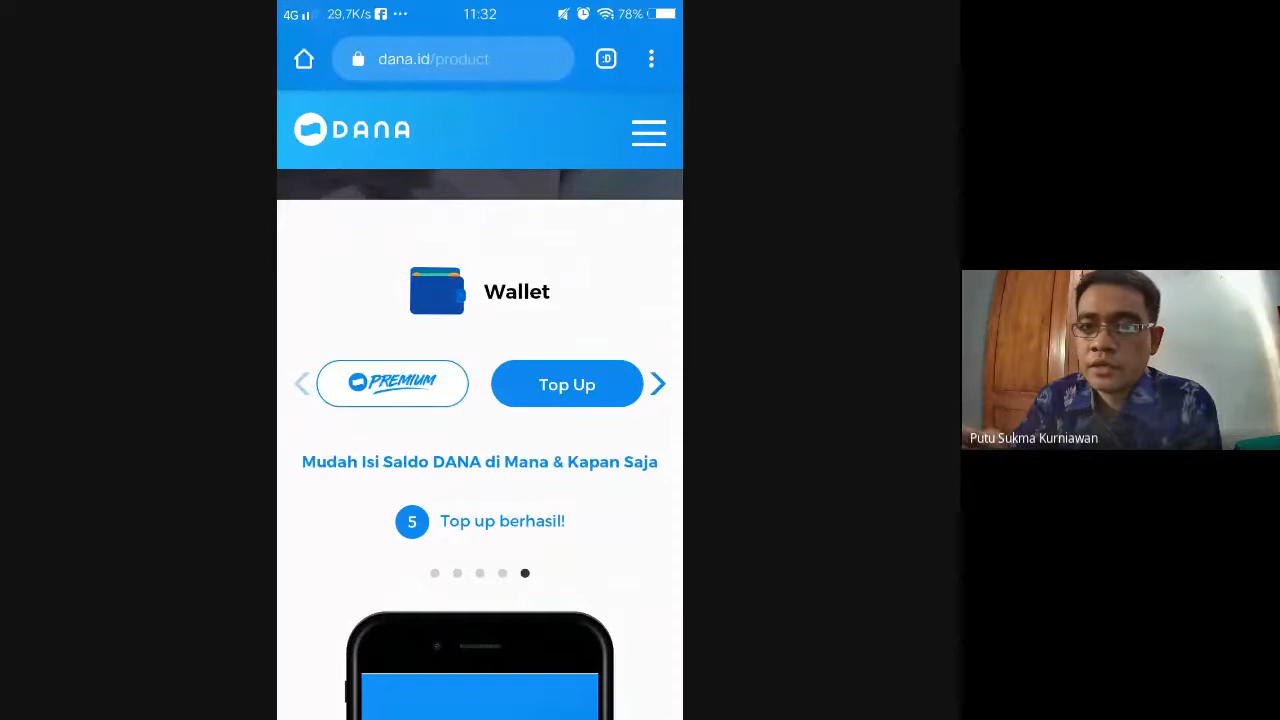 4G 29,7K/s ... 11:32 78%
dana.id/product
DANA
Wallet
PREMIUM
Top Up
Mudah Isi Saldo DANA di Mana & Kapan Saja
5 Top up berhasil!
Putu Sukma Kurniawan